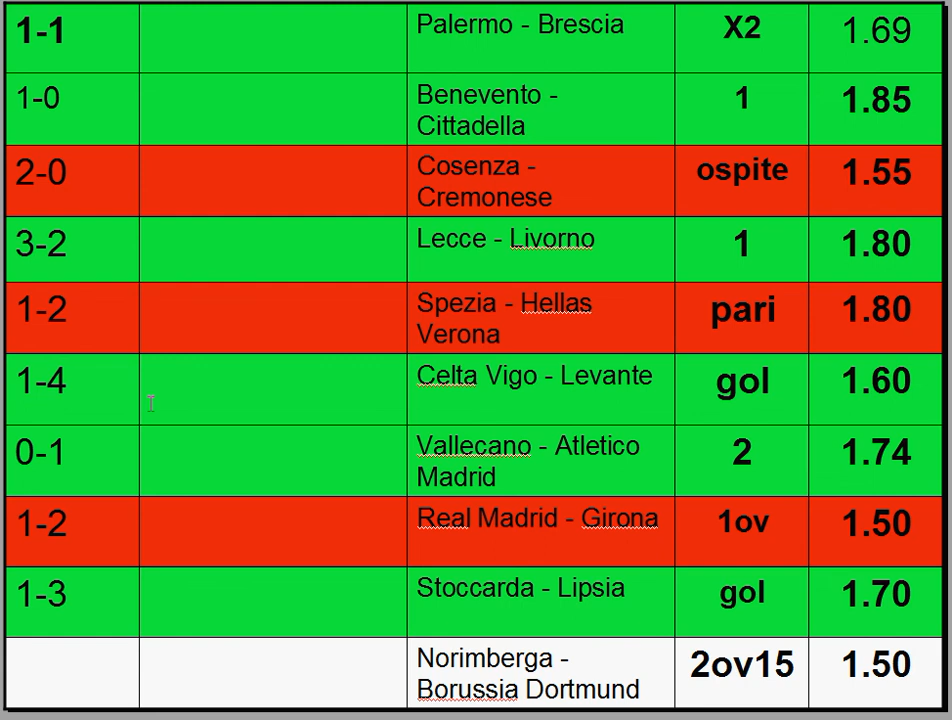 1-1 Palermo - Brescia X2 1.69
1-0 Benevento - 1 1.85
Cittadella
2-0 Cosenza - ospite 1.55
Cremonese
3-2 Lecce - Livorno 1 1.80
1-2 Spezia - Hellas pari 1.80
Verona
1-4 Celta Vigo - Levante gol 1.60
0-1 Vallecano - Atletico 2 1.74
Madrid
1-2 Real Madrid - Girona 1ov 1.50
1-3 Stoccarda - Lipsia gol 1.70
Norimberga - 2ov15 1.50
Borussia Dortmund